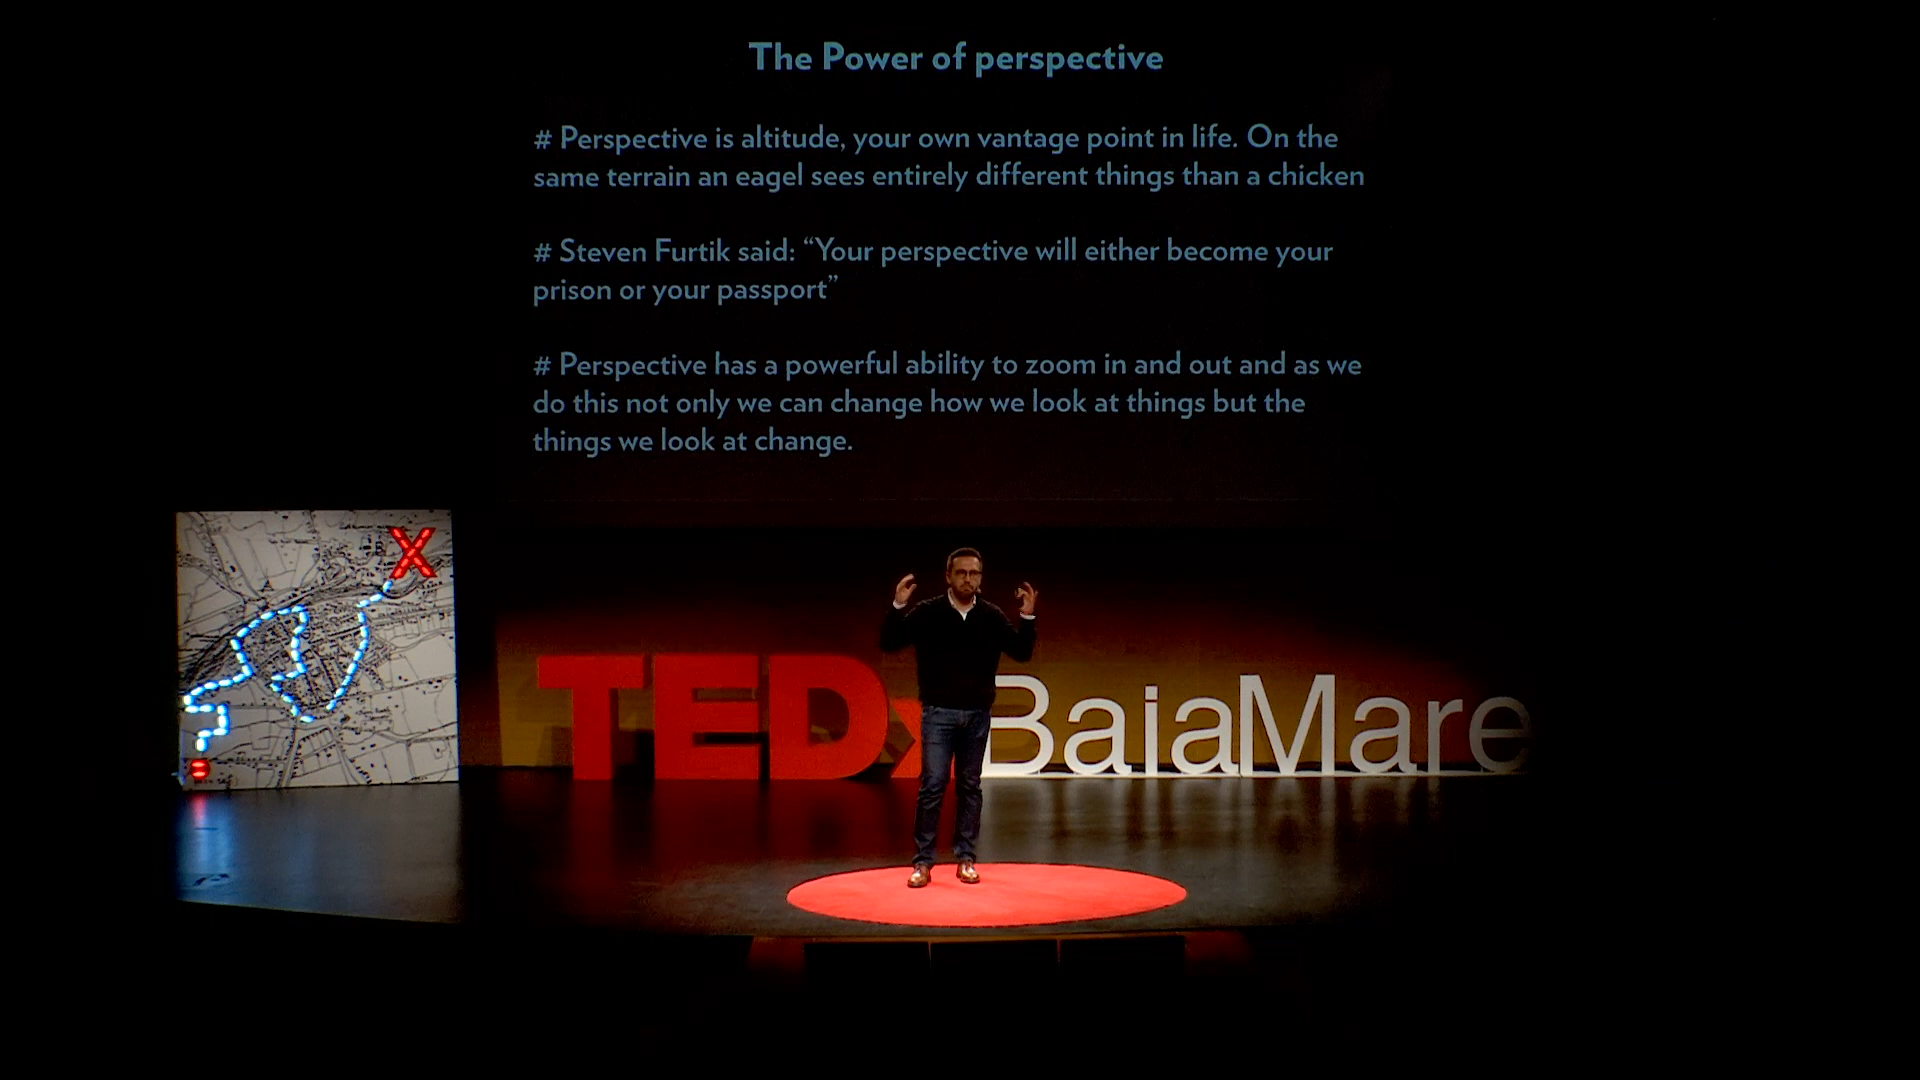 The Power of perspective
# Perspective is altitude, your own vantage point in life. On the
same terrain an eagel sees entirely different things than a chicken
# Steven Furtik said: “Your perspective will either become your
prison or your passport”
# Perspective has a powerful ability to zoom in and out and as we
do this not only we can change how we look at things but the
things we look at change.
X
TEDxBaiaMare